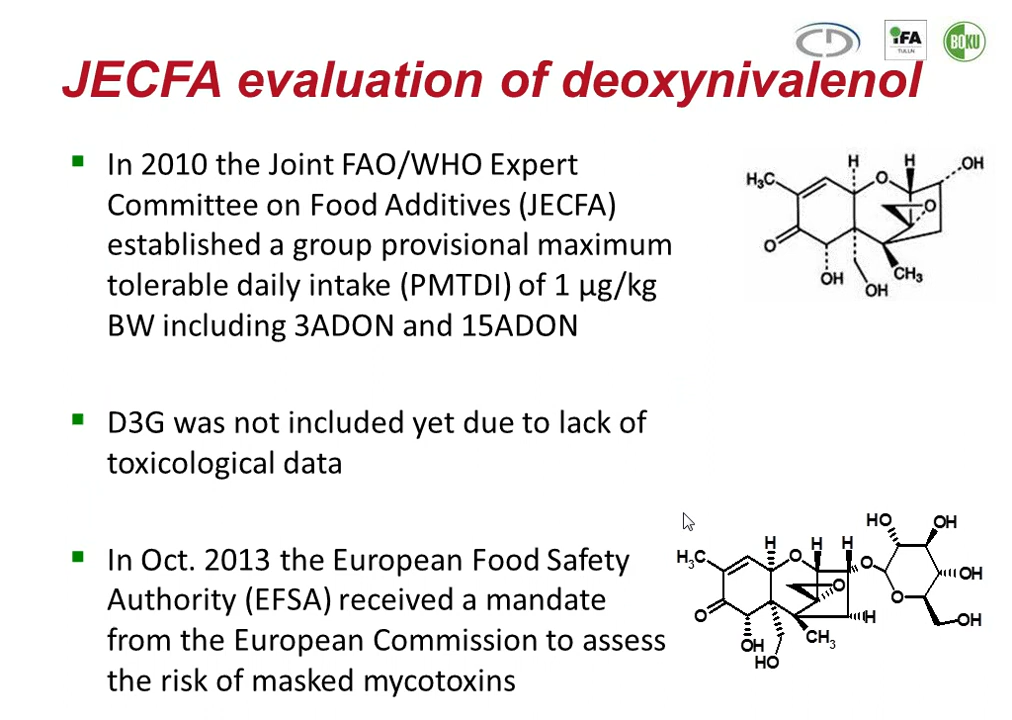 CD
iFA
TULLN
BOKU
JECFA evaluation of deoxynivalenol
In 2010 the Joint FAO/WHO Expert
Committee on Food Additives (JECFA)
established a group provisional maximum
tolerable daily intake (PMTDI) of 1 µg/kg
BW including 3ADON and 15ADON
H H OH
H₃C O
O
O
OH CH₃
OH
D3G was not included yet due to lack of
toxicological data
In Oct. 2013 the European Food Safety
Authority (EFSA) received a mandate
from the European Commission to assess
the risk of masked mycotoxins
HO OH
H H H
H₃C O O OH
O
O O OH
H
OH CH₃
HO